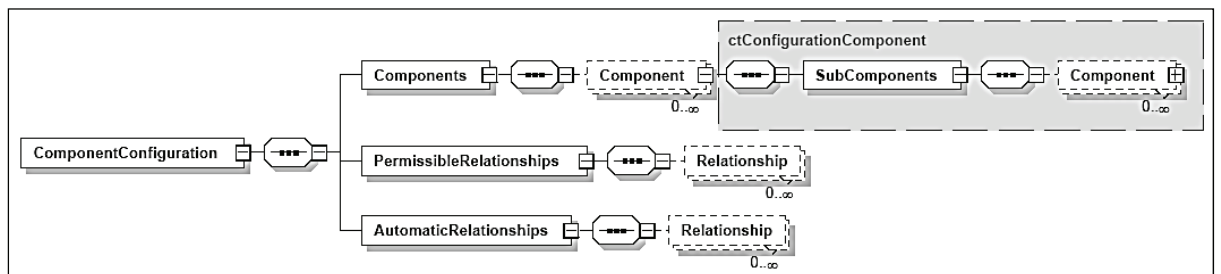 ctConfigurationComponent
Components
Component
0..∞
SubComponents
Component
0..∞
ComponentConfiguration
PermissibleRelationships
Relationship
0..∞
AutomaticRelationships
Relationship
0..∞